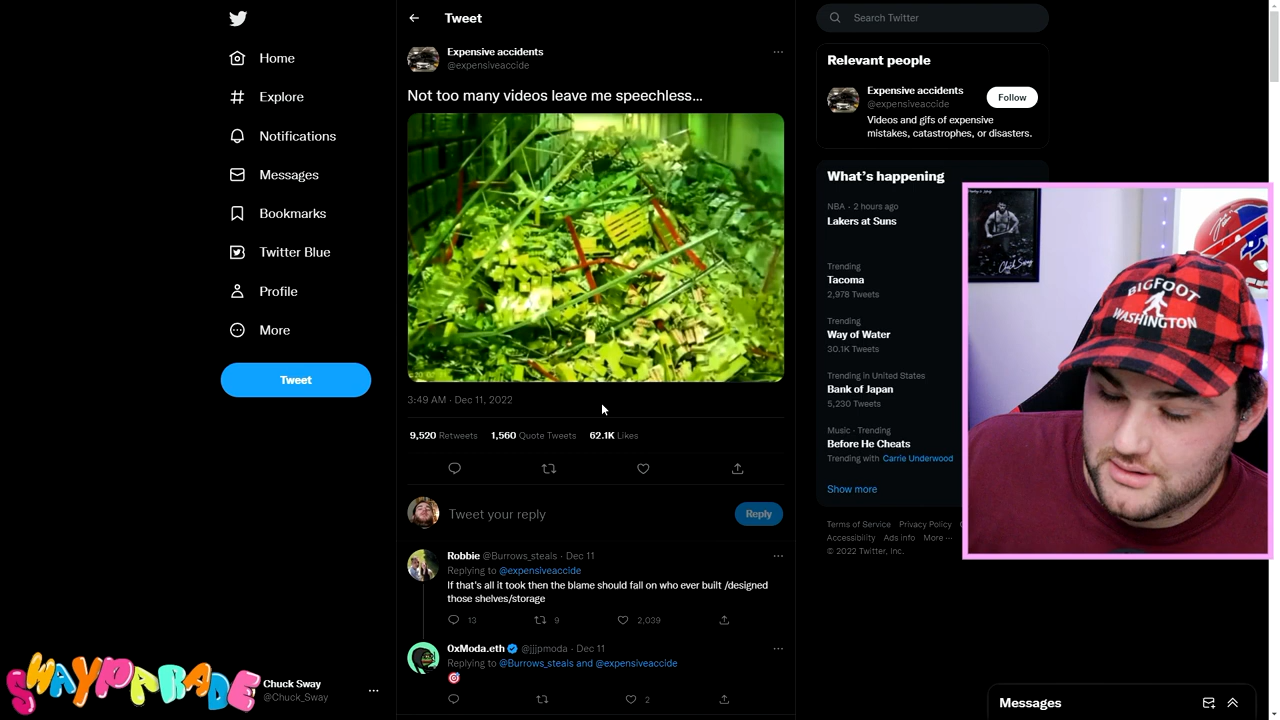 Home
Explore
Notifications
Messages
Bookmarks
Twitter Blue
Profile
More
Tweet
SWAYPARADE
Chuck Sway
@Chuck_Sway
Tweet
Expensive accidents
@expensiveaccide
Not too many videos leave me speechless...
3:49 AM · Dec 11, 2022
9,520 Retweets 1,560 Quote Tweets 62.1K Likes
Tweet your reply
Reply
Robbie @Burrows_steals · Dec 11
Replying to @expensiveaccide
If that's all it took then the blame should fall on who ever built /designed
those shelves/storage
13 9 2,039
0xModa.eth @jjjpmoda · Dec 11
Replying to @Burrows_steals and @expensiveaccide
2
Search Twitter
Relevant people
Expensive accidents
@expensiveaccide
Follow
Videos and gifs of expensive
mistakes, catastrophes, or disasters.
What's happening
NBA · 2 hours ago
Lakers at Suns
Trending
Tacoma
2,978 Tweets
Trending
Way of Water
30.1K Tweets
Trending in United States
Bank of Japan
5,230 Tweets
Music · Trending
Before He Cheats
Trending with Carrie Underwood
Show more
Terms of Service Privacy Policy
Accessibility Ads info More ···
© 2022 Twitter, Inc.
Chuck Sway
BIGFOOT
WASHINGTON
Messages